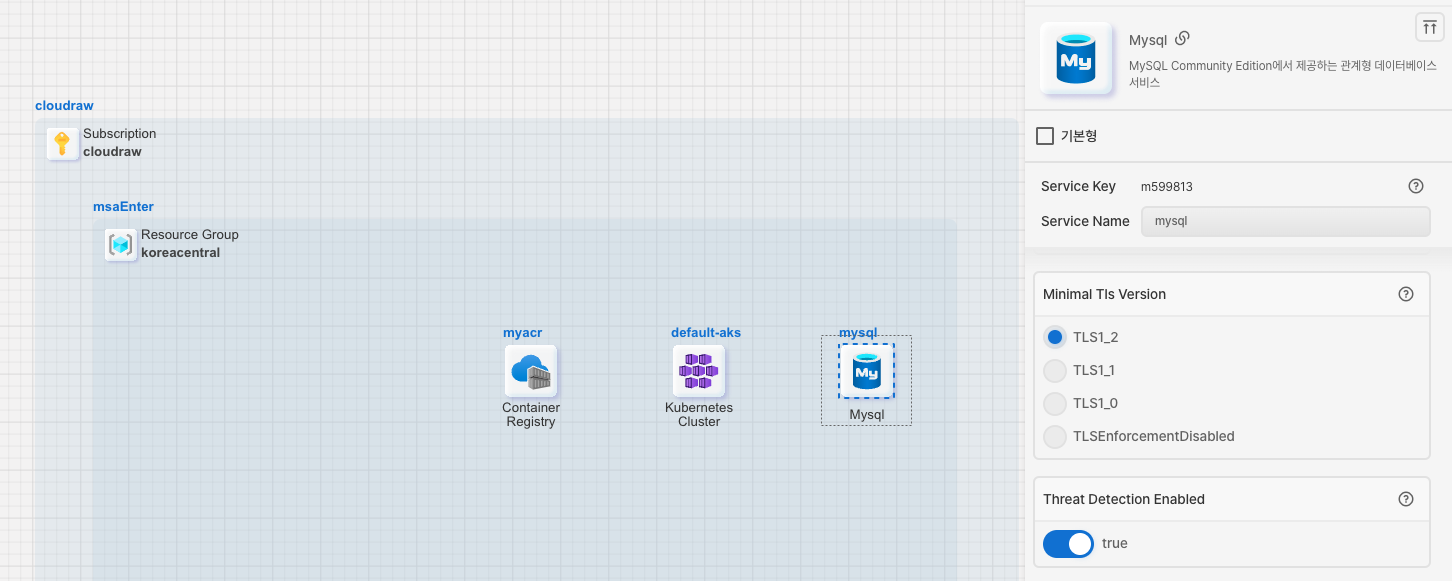 cloudraw
Subscription
cloudraw
msaEnter
Resource Group
koreacentral
myacr
Container
Registry
default-aks
Kubernetes
Cluster
mysql
My
Mysql
My
Mysql
MySQL Community Edition에서 제공하는 관계형 데이터베이스
서비스
기본형
Service Key m599813
Service Name mysql
Minimal Tls Version
TLS1_2
TLS1_1
TLS1_0
TLSEnforcementDisabled
Threat Detection Enabled
true